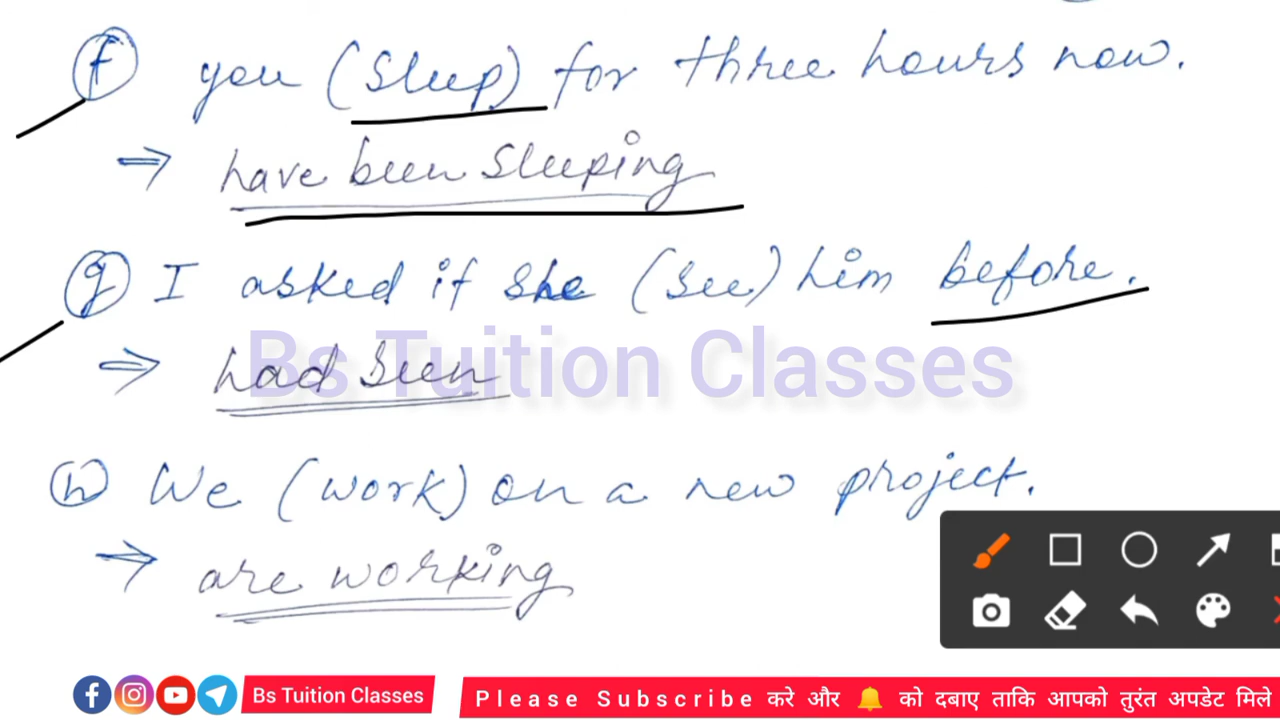 (f) you (sleep) for three hours now.
⇒ have been sleeping
(g) I asked if she (see) him before.
⇒ had seen
Bs Tuition Classes
(h) We (work) on a new project.
⇒ are working
Bs Tuition Classes
Please Subscribe करे और 🔔 को दबाए ताकि आपको तुरंत अपडेट मिले